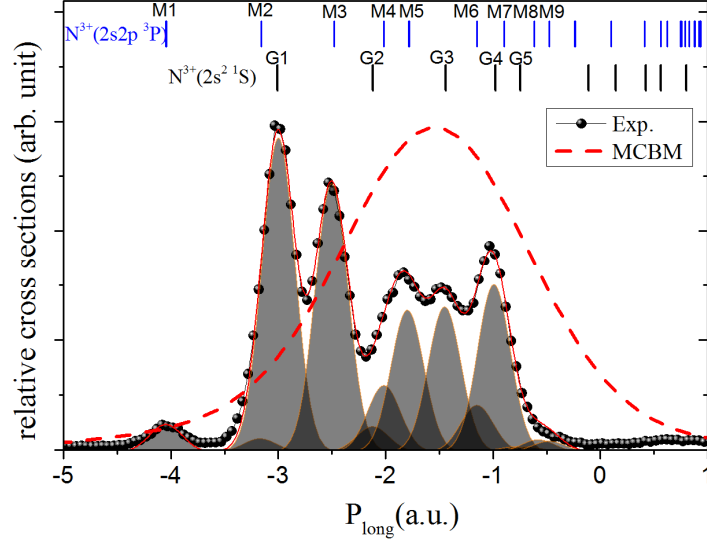 M1 M2 M3 M4 M5 M6 M7 M8 M9
N³⁺(2s2p ³P)
N³⁺(2s² ¹S) G1 G2 G3 G4 G5
Exp.
MCBM
relative cross sections (arb. unit)
-5 -4 -3 -2 -1 0 1
P_long(a.u.)